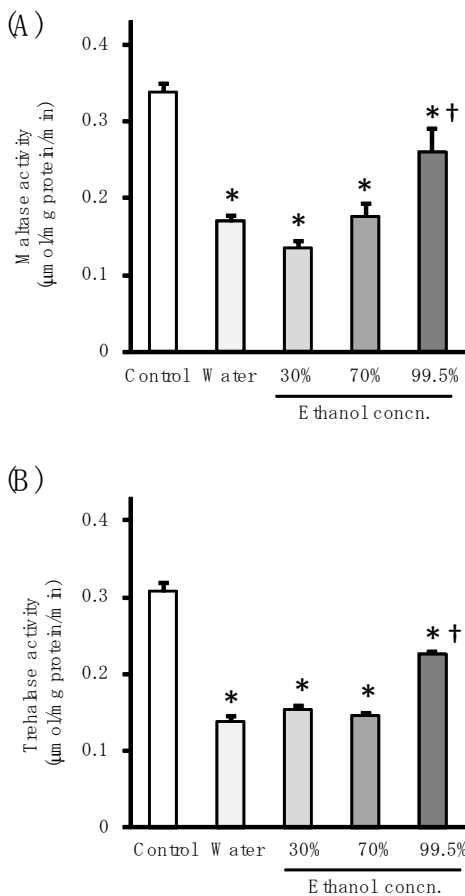 (A)
0.4
0.3
0.2
0.1
0
Maltase activity
(μmol/mg protein/min)
*
*
*
* †
Control Water 30% 70% 99.5%
Ethanol concn.
(B)
0.4
0.3
0.2
0.1
0
Trehalase activity
(μmol/mg protein/min)
*
*
*
* †
Control Water 30% 70% 99.5%
Ethanol concn.